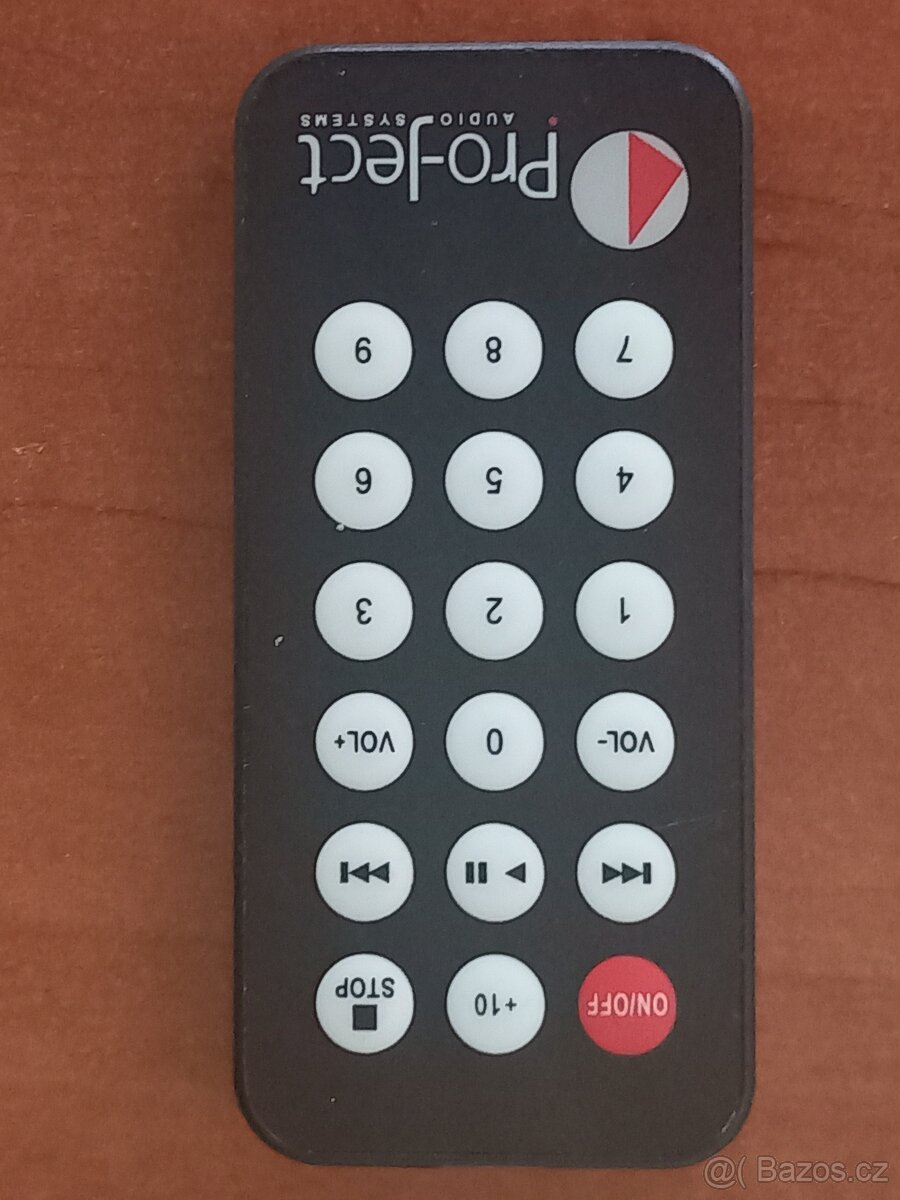 ON/OFF +10 STOP
VOL- 0 VOL+
1 2 3
4 5 6
7 8 9
Pro-Ject
AUDIO SYSTEMS
@( Bazos.cz